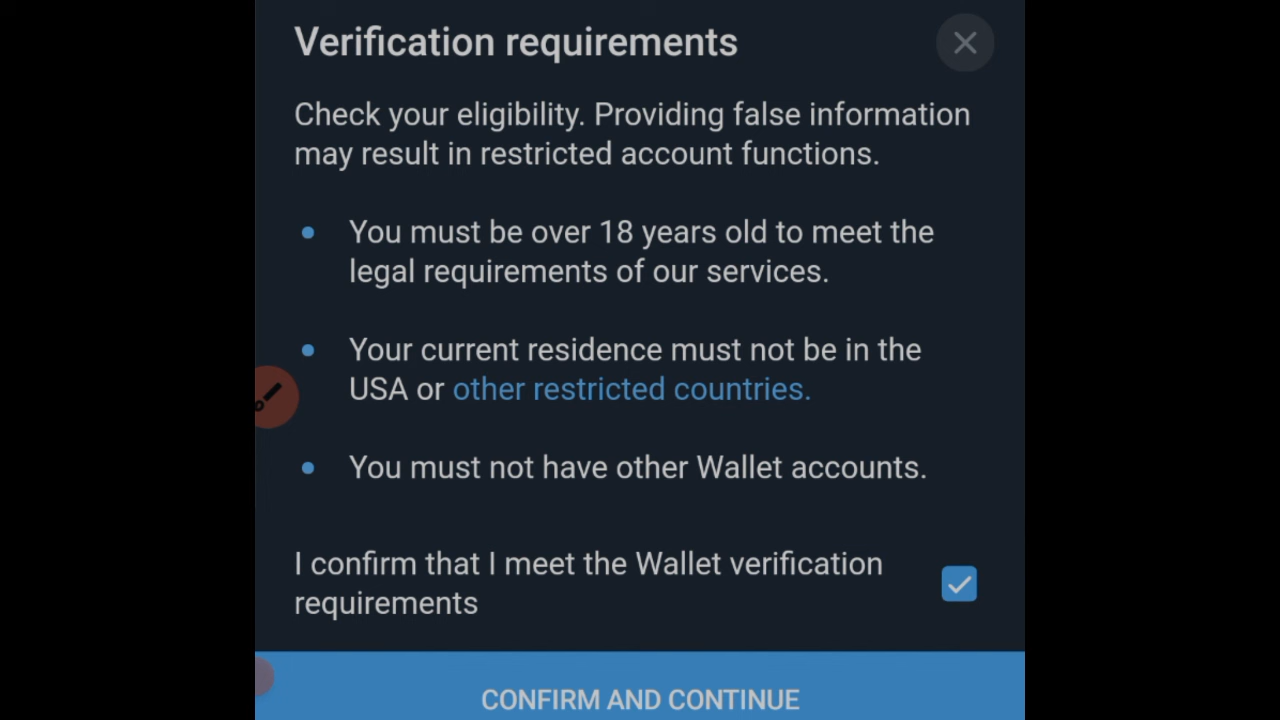 Verification requirements
Check your eligibility. Providing false information
may result in restricted account functions.
You must be over 18 years old to meet the
legal requirements of our services.
Your current residence must not be in the
USA or other restricted countries.
You must not have other Wallet accounts.
I confirm that I meet the Wallet verification
requirements
CONFIRM AND CONTINUE